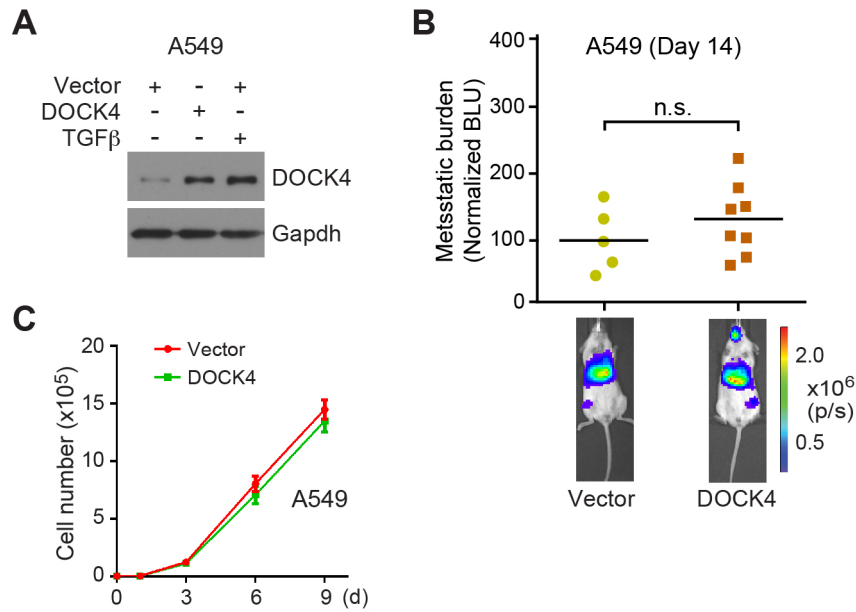 A
A549
Vector + - +
DOCK4 - + -
TGFβ - - +
DOCK4
Gapdh
B
A549 (Day 14)
Metsstatic burden
(Normalized BLU)
400
300
200
100
0
n.s.
Vector
DOCK4
2.0
x10⁶
(p/s)
0.5
C
Cell number (x10⁵)
20
15
10
5
0
Vector
DOCK4
A549
0 3 6 9 (d)